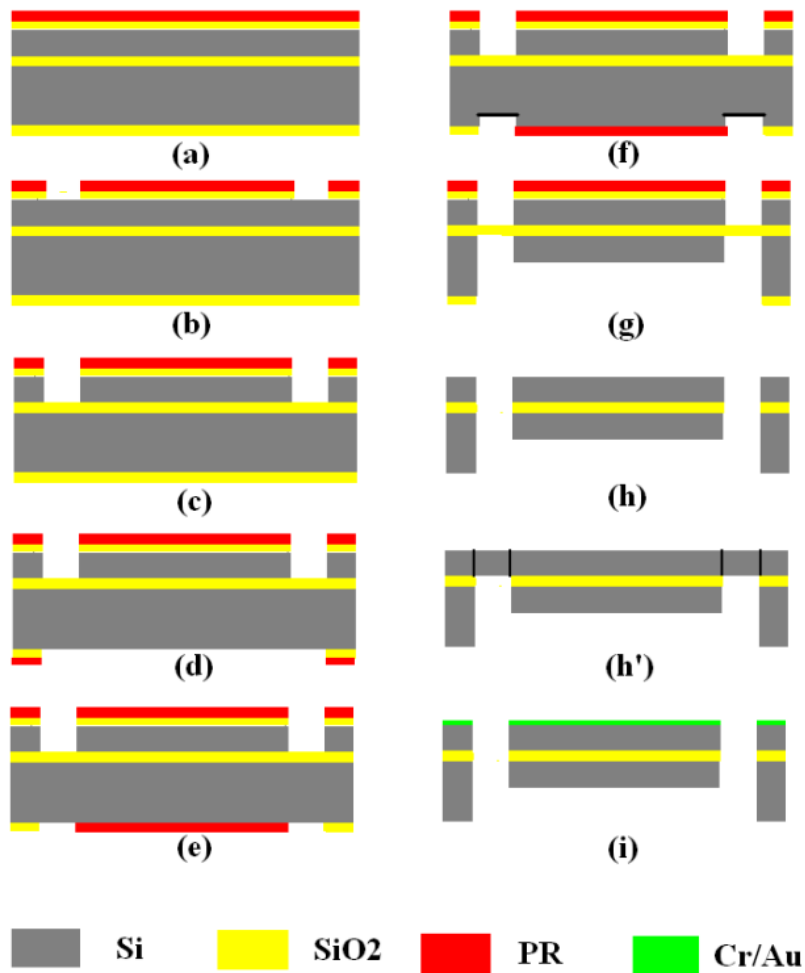 (a)
(b)
(c)
(d)
(e)
(f)
(g)
(h)
(h')
(i)
Si
SiO2
PR
Cr/Au